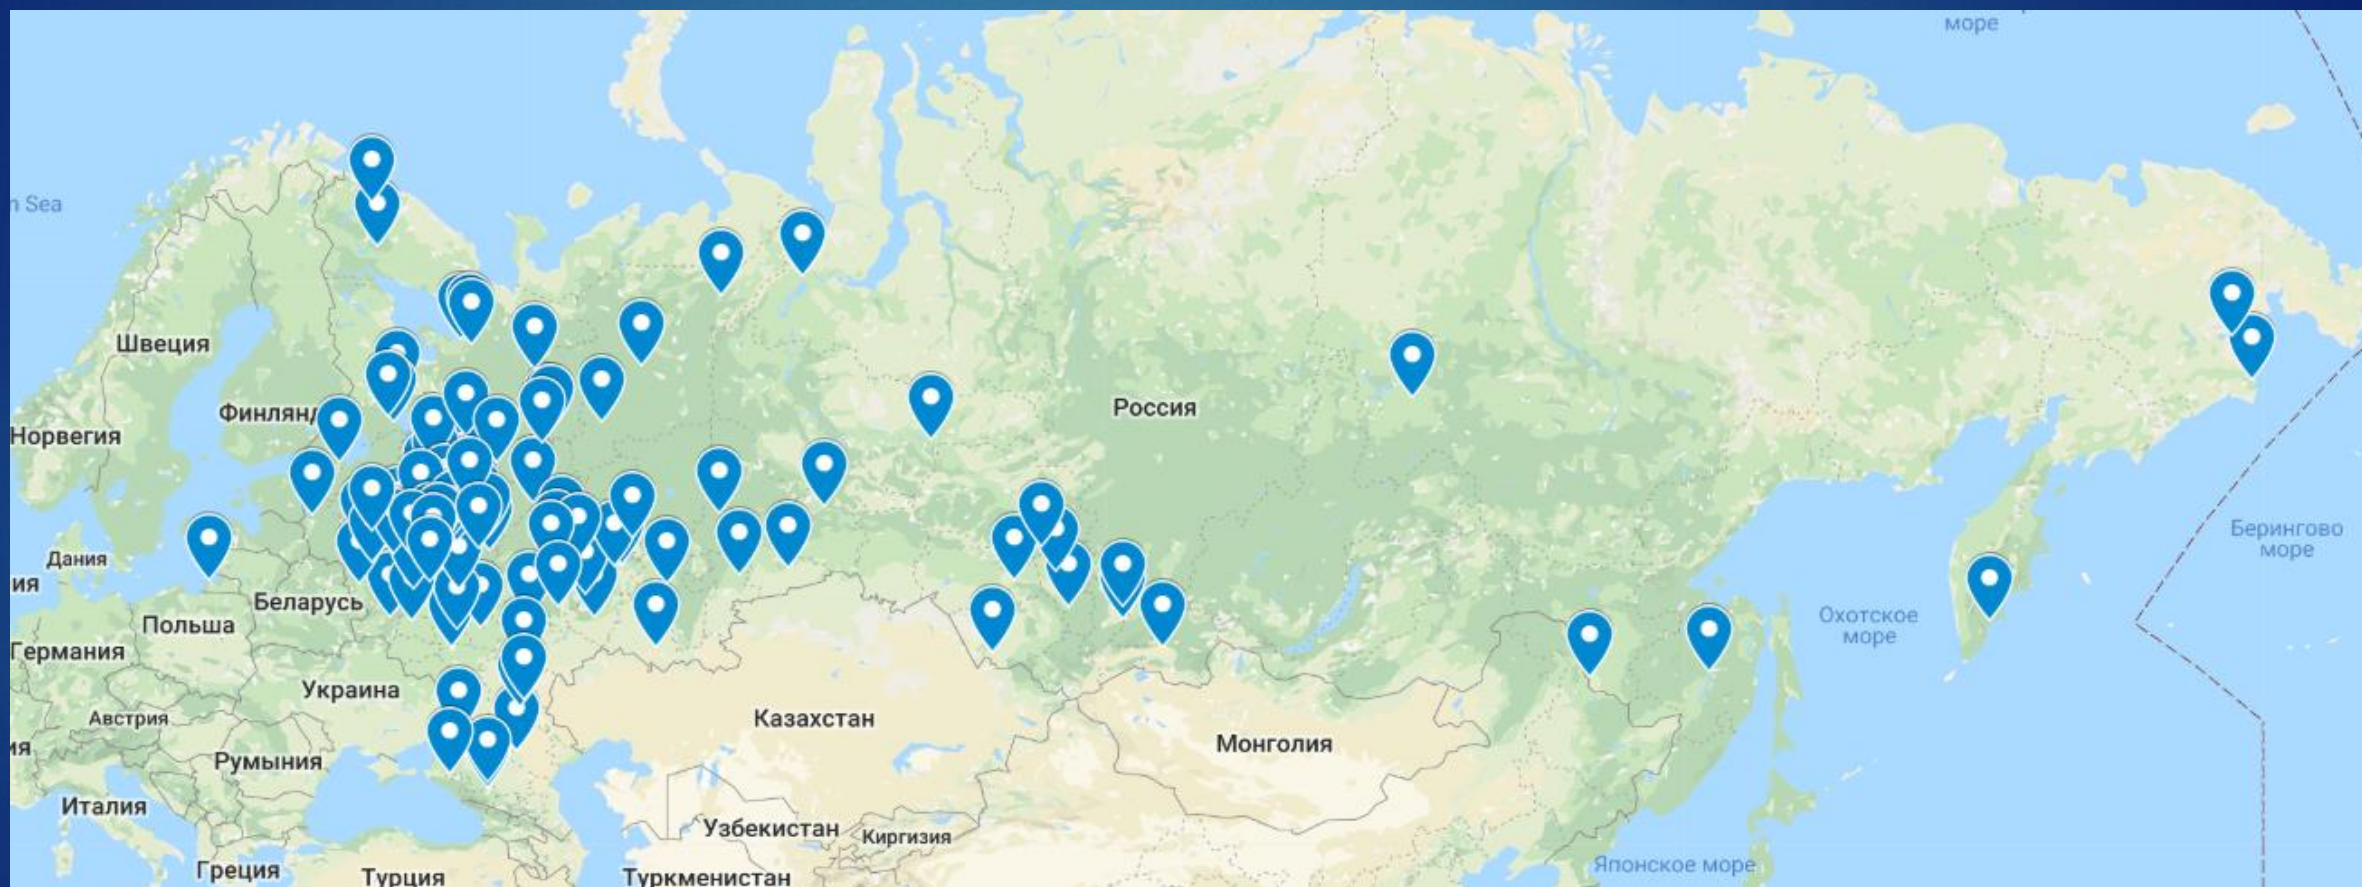 море
n Sea
Швеция
Финлянд
Россия
Норвегия
Берингово
море
Дания
ия
Беларусь
Польша
Охотское
море
Германия
Украина
Австрия
Казахстан
ия
Монголия
Румыния
Италия
Узбекистан
Киргизия
Японское море
Греция
Турция
Туркменистан